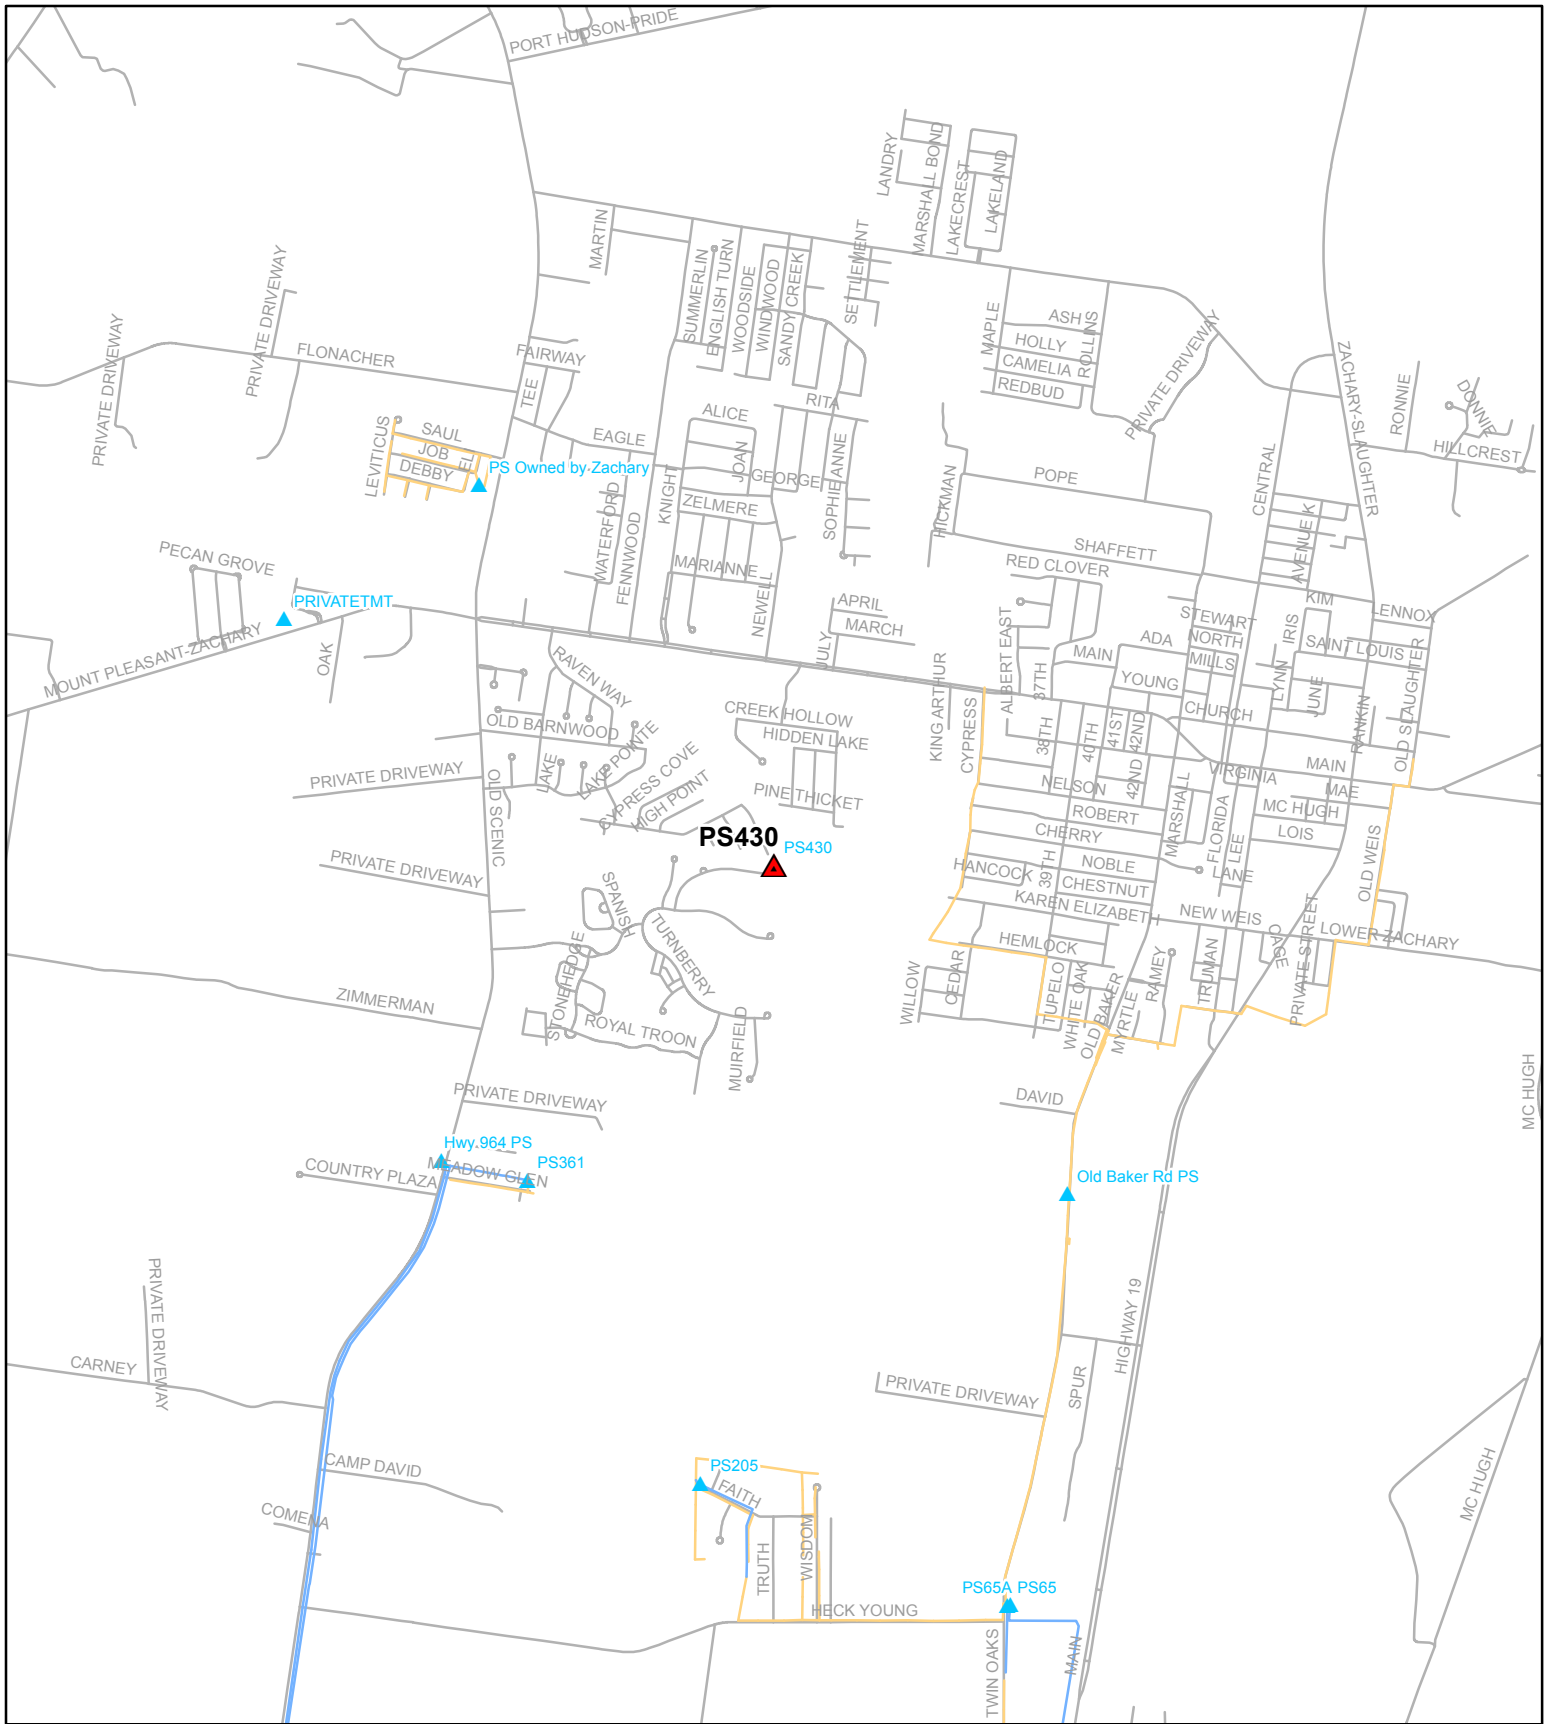 PORT HUDSON-PRIDE
LANDRY
MARSHALL BOND
LAKECREST
LAKELAND
MARTIN
SUMMERLIN
ENGLISH TURN
WOODSIDE
WINDWOOD
SANDY CREEK
SETTLEMENT
PRIVATE DRIVEWAY
PRIVATE DRIVEWAY
FLONACHER
FAIRWAY
TEE
MAPLE
ASH
HOLLY
CAMELIA
REDBUD
ROLLINS
PRIVATE DRIVEWAY
ZACHARY-SLAUGHTER
RONNIE
DONNIE
HILLCREST
LEVITICUS
SAUL
JOB
DEBBY
PS Owned by Zachary
EAGLE
ALICE
JOAN
RITA
GEORGE
SOPHIE ANNE
KNIGHT
ZELMERE
HICKMAN
POPE
CENTRAL
AVENUE K
WATERFORD
FENNWOOD
MARIANNE
NEWELL
SHAFFETT
RED CLOVER
PECAN GROVE
PRIVATETMT
MOUNT PLEASANT-ZACHARY
OAK
APRIL
MARCH
JULY
ALBERT EAST
STEWART
KIM
LENNOX
ADA
NORTH
IRIS
SAINT LOUIS
MAIN
MILLS
YOUNG
LYNN
JUNE
OLD SLAUGHTER
RAVEN WAY
KING ARTHUR
CYPRESS
37TH
38TH
40TH
41ST
42ND
CHURCH
RANKIN
OLD BARNWOOD
CREEK HOLLOW
HIDDEN LAKE
LAKE
LAKE POINTE
CYPRESS COVE
HIGH POINT
PINE THICKET
PRIVATE DRIVEWAY
OLD SCENIC
NELSON
42ND
VIRGINIA
MAIN
MAE
ROBERT
MARSHALL
MC HUGH
FLORIDA
LOIS
CHERRY
LEE
PS430
PS430
PRIVATE DRIVEWAY
HANCOCK
39TH
NOBLE
LANE
OLD WEIS
CHESTNUT
SPANISH
KAREN ELIZABETH
NEW WEIS
LOWER ZACHARY
TURNBERRY
HEMLOCK
GAGE
STONEHEDGE
WILLOW
CEDAR
TUPELO
WHITE OAK
OLD BAKER
MYRTLE
RAMEY
TRUMAN
PRIVATE STREET
ZIMMERMAN
ROYAL TROON
MUIRFIELD
PRIVATE DRIVEWAY
DAVID
MC HUGH
Hwy.964 PS
MEADOW GLEN
PS361
COUNTRY PLAZA
Old Baker Rd PS
PRIVATE DRIVEWAY
HIGHWAY 19
CARNEY
PRIVATE DRIVEWAY
SPUR
CAMP DAVID
COMENA
PS205
FAITH
TRUTH
WISDOM
MC HUGH
PS65A PS65
HECK YOUNG
TWIN OAKS
MAIN